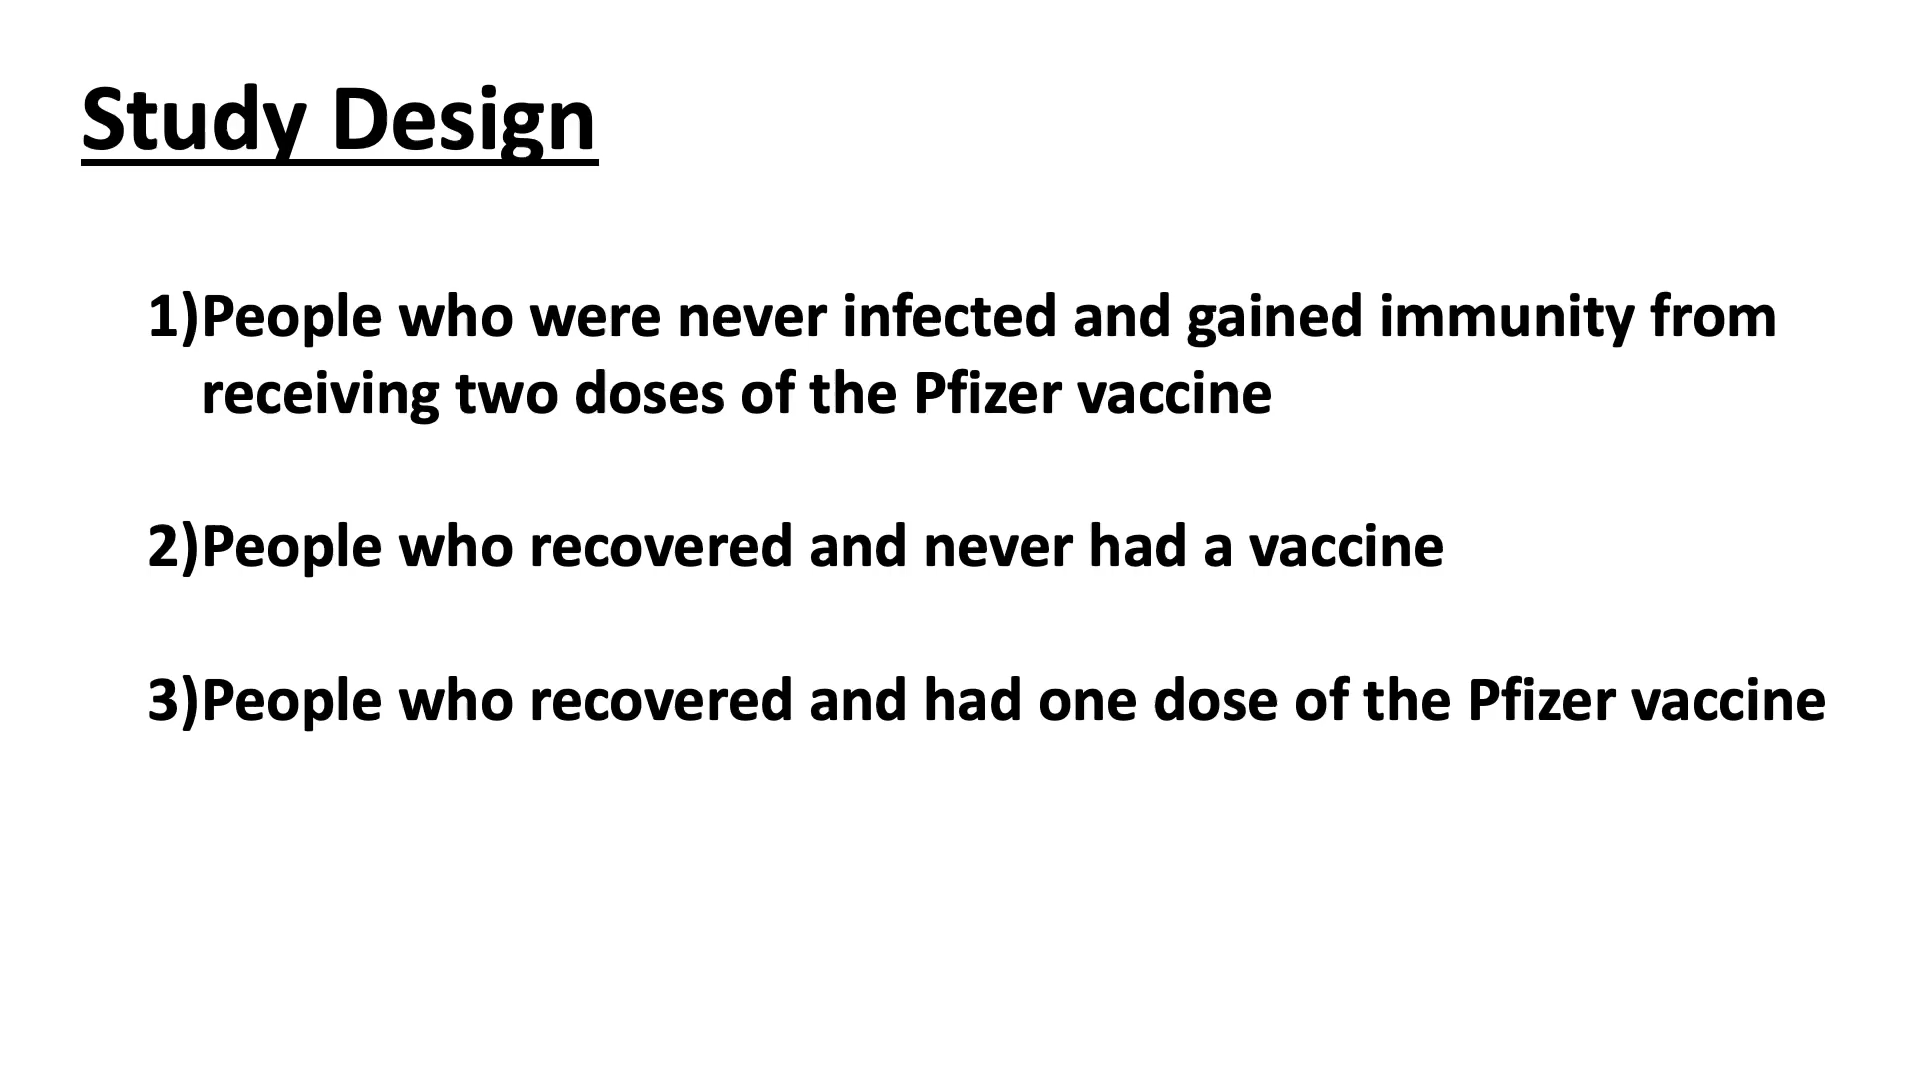 Study Design
1)People who were never infected and gained immunity from
receiving two doses of the Pfizer vaccine
2)People who recovered and never had a vaccine
3)People who recovered and had one dose of the Pfizer vaccine